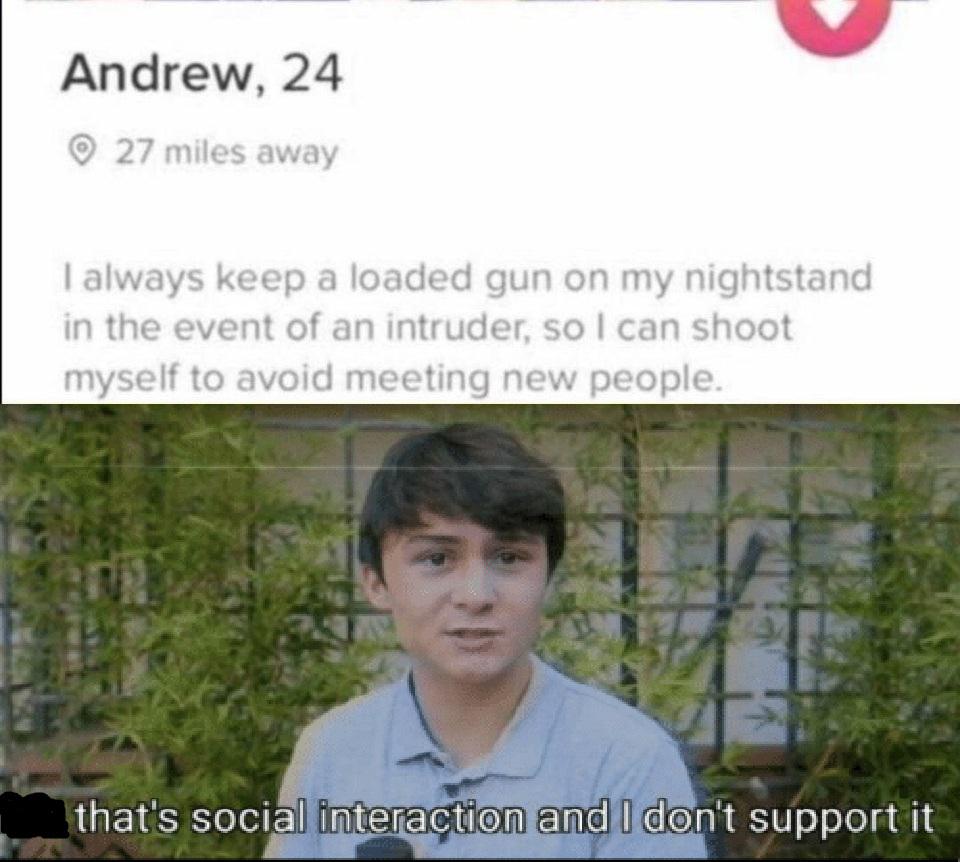 Andrew, 24
27 miles away
I always keep a loaded gun on my nightstand
in the event of an intruder, so I can shoot
myself to avoid meeting new people.
that's social interaction and I don't support it